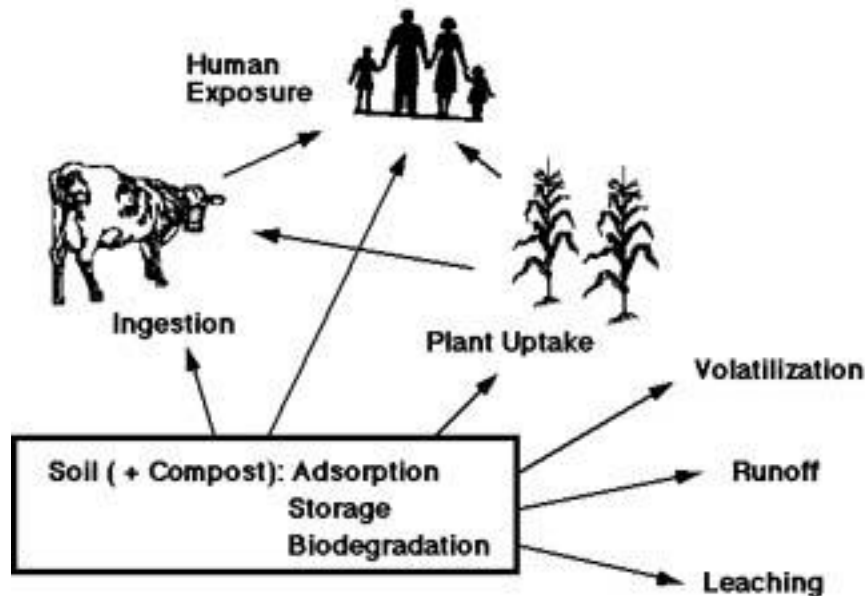 Human
Exposure
Ingestion
Plant Uptake
Volatilization
Soil ( + Compost): Adsorption
Runoff
Storage
Biodegradation
Leaching